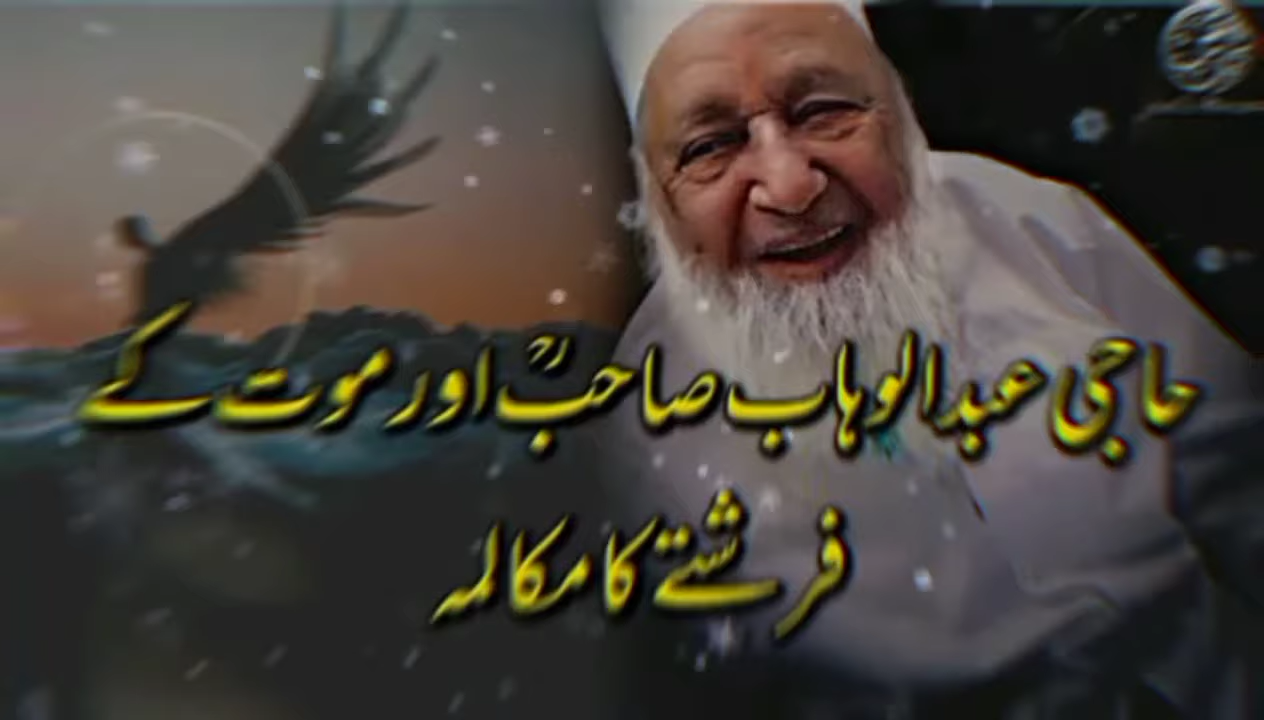 حاجی عبدالوہاب صاحبؒ اور موت کے
فرشتے کا مکالمہ